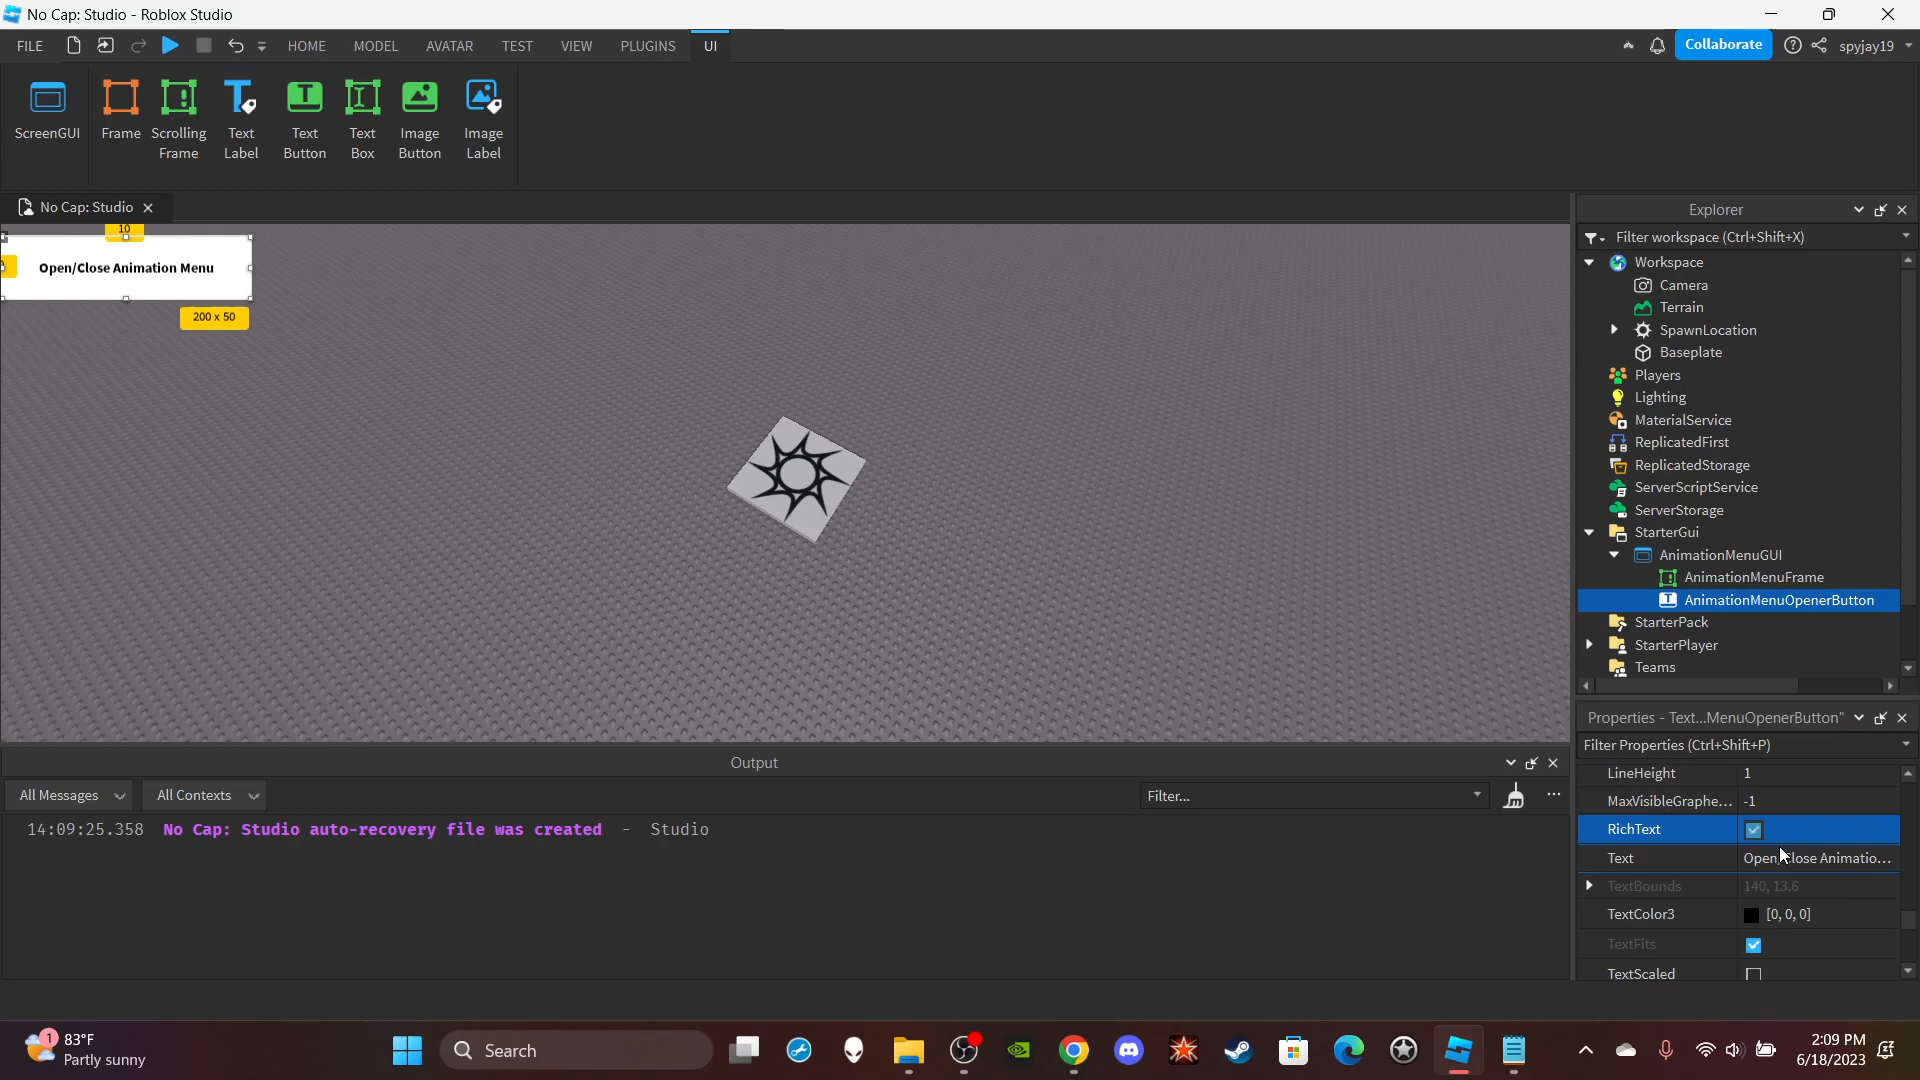 No Cap: Studio - Roblox Studio
FILE HOME MODEL AVATAR TEST VIEW PLUGINS UI Collaborate spyjay19
ScreenGUI
Frame
Scrolling
Frame
Text
Label
Text
Button
Text
Box
Image
Button
Image
Label
No Cap: Studio
10
Open/Close Animation Menu
200 x 50
Explorer
Filter workspace (Ctrl+Shift+X)
Workspace
Camera
Terrain
SpawnLocation
Baseplate
Players
Lighting
MaterialService
ReplicatedFirst
ReplicatedStorage
ServerScriptService
ServerStorage
StarterGui
AnimationMenuGUI
AnimationMenuFrame
AnimationMenuOpenerButton
StarterPack
StarterPlayer
Teams
Properties - Text...MenuOpenerButton"
Filter Properties (Ctrl+Shift+P)
LineHeight 1
MaxVisibleGraphe... -1
RichText
Text Open/Close Animatio...
TextBounds 140, 13.6
TextColor3 [0, 0, 0]
TextFits
TextScaled
Output
All Messages All Contexts Filter...
14:09:25.358 No Cap: Studio auto-recovery file was created - Studio
1
83°F
Partly sunny
Search
2:09 PM
6/18/2023